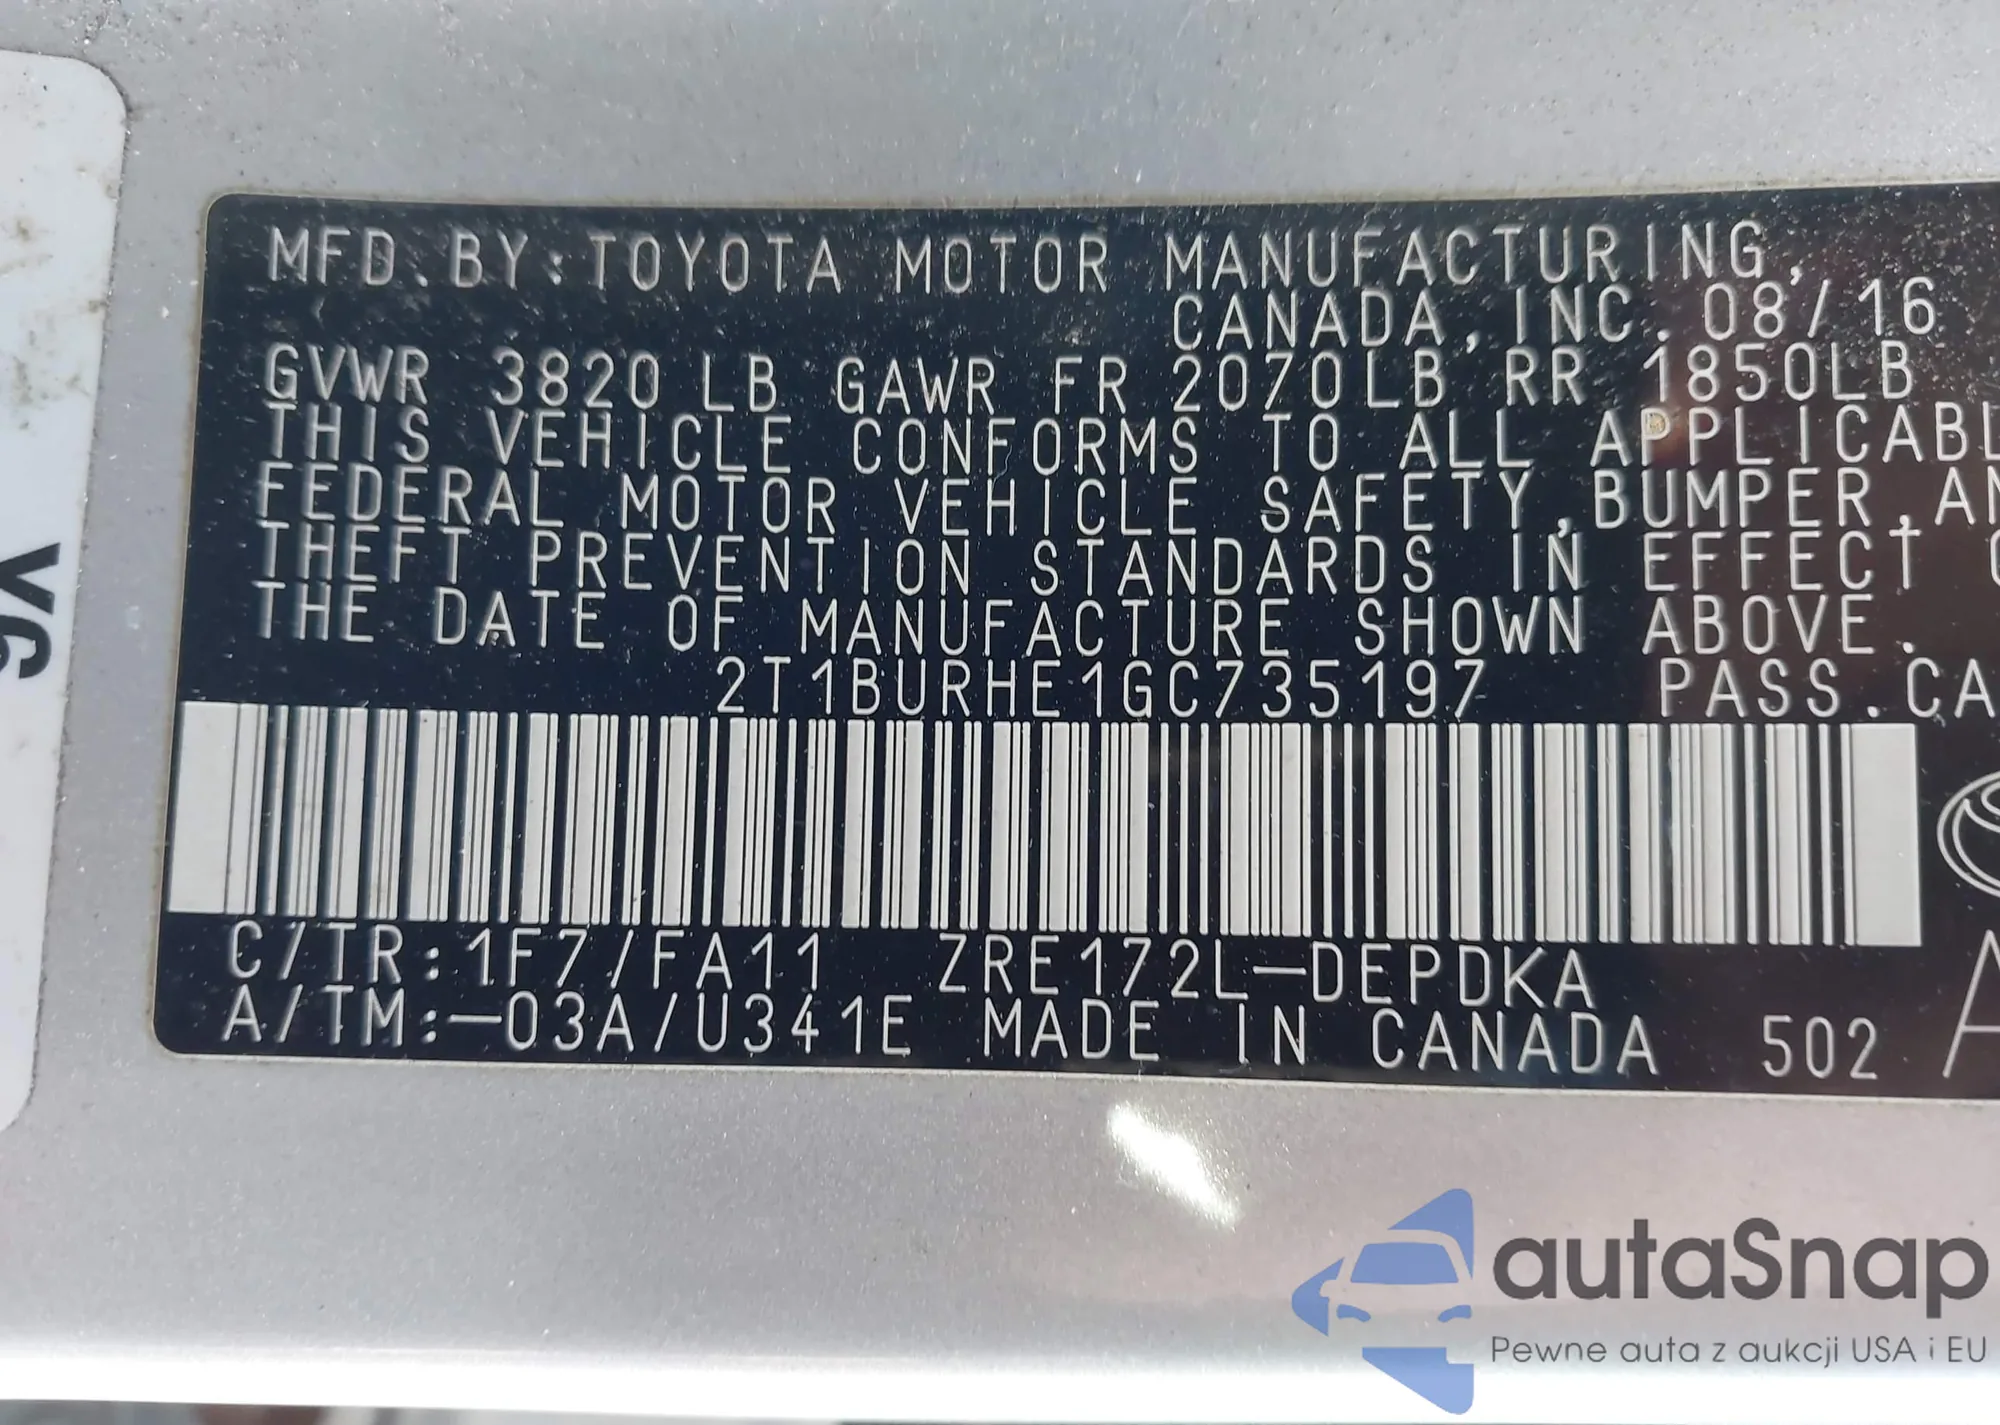 MFD.BY:TOYOTA MOTOR MANUFACTURING,
CANADA,INC.08/16
GVWR 3820LB GAWR FR 2070LB RR 1850LB
THIS VEHICLE CONFORMS TO ALL APPLICABL
FEDERAL MOTOR VEHICLE SAFETY,BUMPER,AN
THEFT PREVENTION STANDARDS IN EFFECT O
THE DATE OF MANUFACTURE SHOWN ABOVE.
2T1BURHE1GC735197 PASS.CA
C/TR:1F7/FA11 ZRE172L-DEPDKA
A/TM:-03A/U341E MADE IN CANADA 502 A
V6
autaSnap
Pewne auta z aukcji USA i EU